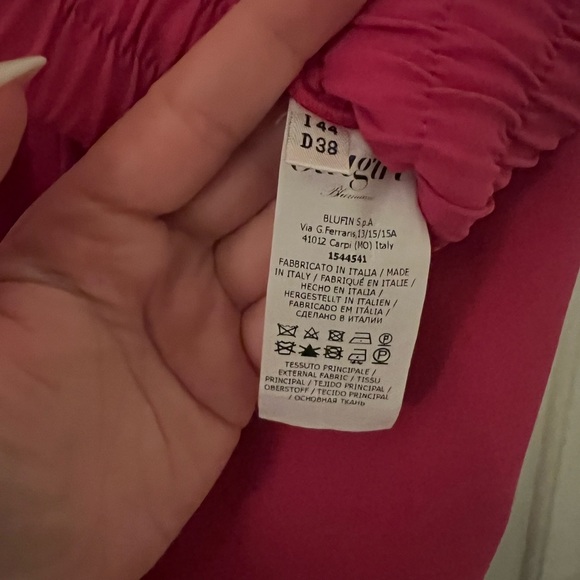 I 44
D38
Blumarine
BLUFIN S.p.A.
Via G.Ferraris,13/15/15A
41012 Carpi (MO) Italy
1544541
FABBRICATO IN ITALIA / MADE
IN ITALY / FABRIQUÉ EN ITALIE /
HECHO EN ITALIA /
HERGESTELLT IN ITALIEN /
FABRICADO EM ITÁLIA /
СДЕЛАНО В ИТАЛИИ
TESSUTO PRINCIPALE /
EXTERNAL FABRIC / TISSU
PRINCIPAL / TEJIDO PRINCIPAL /
OBERSTOFF / TECIDO PRINCIPAL
/ ОСНОВНАЯ ТКАНЬ